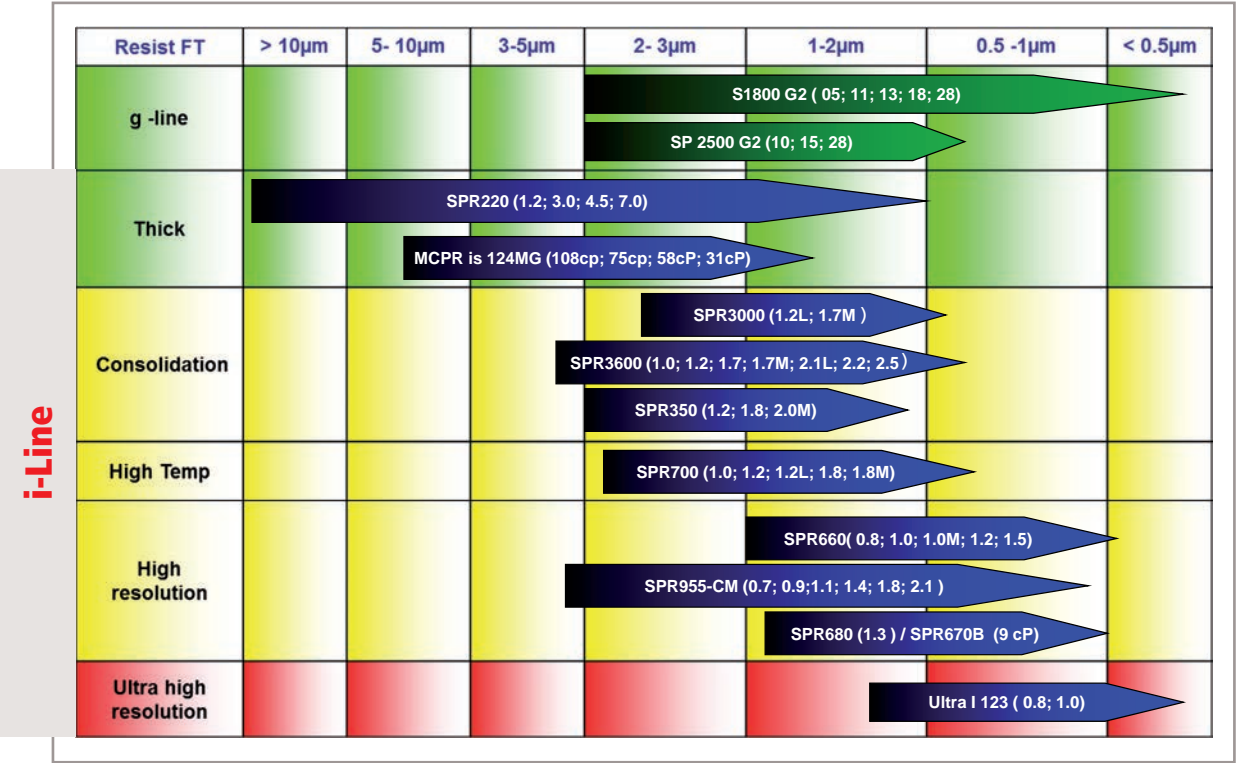 Resist FT > 10µm 5- 10µm 3-5µm 2- 3µm 1-2µm 0.5 -1µm < 0.5µm
g -line
S1800 G2 ( 05; 11; 13; 18; 28)
SP 2500 G2 (10; 15; 28)
i-Line
Thick
SPR220 (1.2; 3.0; 4.5; 7.0)
MCPR is 124MG (108cp; 75cp; 58cP; 31cP)
Consolidation
SPR3000 (1.2L; 1.7M )
SPR3600 (1.0; 1.2; 1.7; 1.7M; 2.1L; 2.2; 2.5)
SPR350 (1.2; 1.8; 2.0M)
High Temp
SPR700 (1.0; 1.2; 1.2L; 1.8; 1.8M)
High
resolution
SPR660( 0.8; 1.0; 1.0M; 1.2; 1.5)
SPR955-CM (0.7; 0.9;1.1; 1.4; 1.8; 2.1 )
SPR680 (1.3 ) / SPR670B (9 cP)
Ultra high
resolution
Ultra I 123 ( 0.8; 1.0)